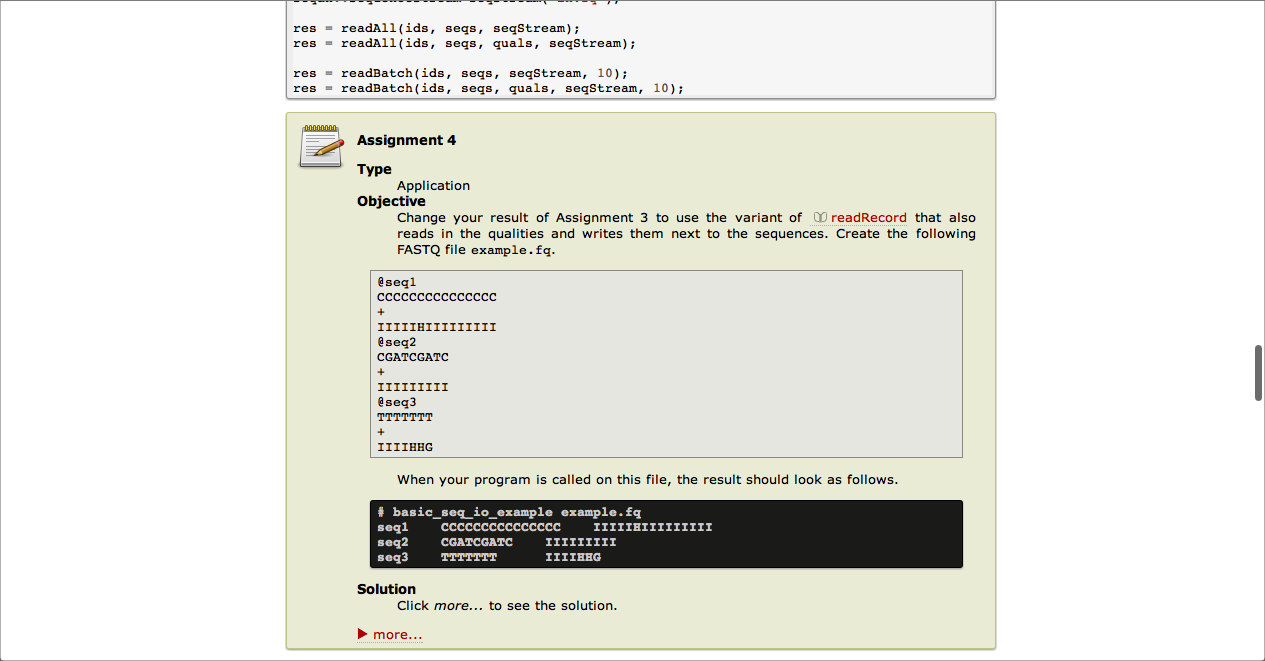 res = readAll(ids, seqs, seqStream);
res = readAll(ids, seqs, quals, seqStream);
res = readBatch(ids, seqs, seqStream, 10);
res = readBatch(ids, seqs, quals, seqStream, 10);
Assignment 4
Type
Application
Objective
Change your result of Assignment 3 to use the variant of readRecord that also
reads in the qualities and writes them next to the sequences. Create the following
FASTQ file example.fq.
@seq1
CCCCCCCCCCCCCCC
+
IIIIIHIIIIIIIII
@seq2
CGATCGATC
+
IIIIIIIII
@seq3
TTTTTTT
+
IIIIHHG
When your program is called on this file, the result should look as follows.
# basic_seq_io_example example.fq
seq1    CCCCCCCCCCCCCCC    IIIIIHIIIIIIIII
seq2    CGATCGATC    IIIIIIIII
seq3    TTTTTTT      IIIIHHG
Solution
Click more... to see the solution.
more...